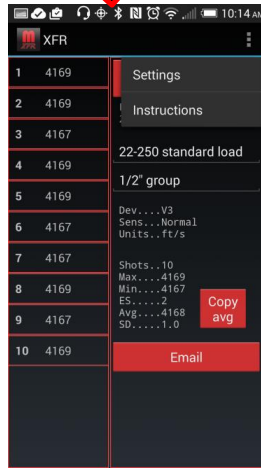 10:14 AM
XFR
1 4169
2 4169
3 4167
4 4169
5 4169
6 4167
7 4167
8 4169
9 4167
10 4169
Settings
Instructions
22-250 standard load
1/2" group
Dev....V3
Sens...Normal
Units..ft/s
Shots..10
Max....4169
Min....4167
ES.....2
Avg....4168
SD.....1.0
Copy
avg
Email